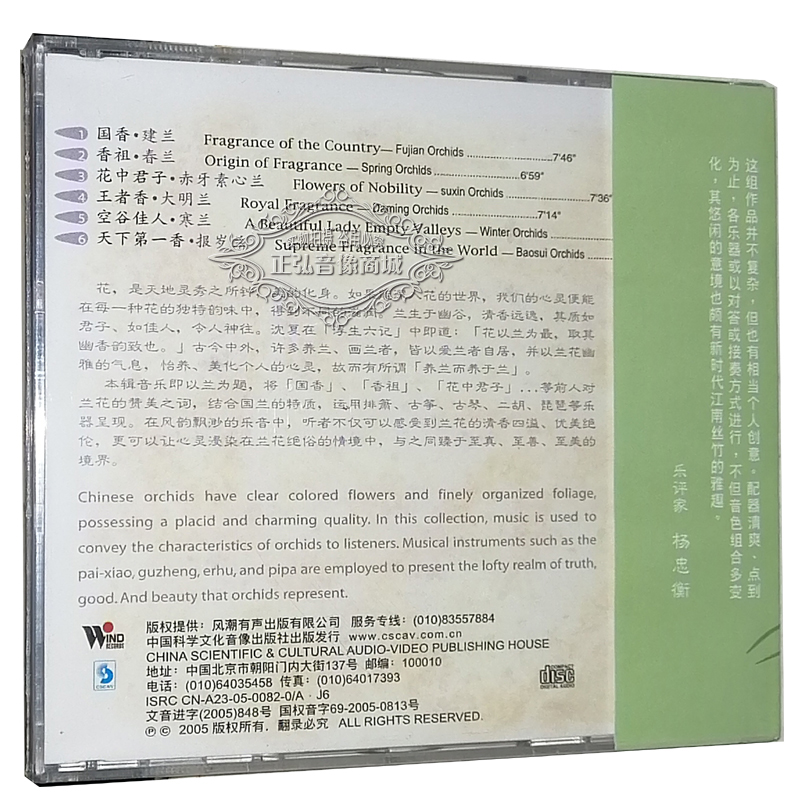 1 国香·建兰 Fragrance of the Country— Fujian Orchids ........ 7'46"
2 香祖·春兰 Origin of Fragrance — Spring Orchids ........ 6'59"
3 花中君子·赤牙素心兰 Flowers of Nobility — suxin Orchids ........ 7'36"
4 王者香·大明兰 Royal Fragrance — Daming Orchids ........ 7'14"
5 空谷佳人·寒兰 A Beautiful Lady Empty Valleys — Winter Orchids ........
6 天下第一香·报岁兰 Supreme Fragrance in the World — Baosui Orchids ........
正弘音像商城
花，是天地灵秀之所钟，美的化身。如 花的世界，我们的心灵便能
在每一种花的独特韵味中，得到 兰生于幽谷，清香远逸，其质如
君子、如佳人，令人神往。沈夏在「浮生六记」中即道：「花以兰为最，取其
幽香韵致也。」古今中外，许多养兰、画兰者，皆以爱兰者自居，并以兰花幽
雅的气息，怡养、美化个人的心灵，故而有所谓「养兰而养于兰」。
本辑音乐即以兰为题，将「国香」、「香祖」、「花中君子」...等前人对
兰花的赞美之词，结合国兰的特质，运用排箫、古筝、古琴、二胡、琵琶等乐
器呈现。在风韵飘渺的乐音中，听者不仅可以感受到兰花的清香四溢、优美绝
伦，更可以让心灵浸染在兰花绝俗的情境中，与之同臻于至真、至善、至美的
境界。
Chinese orchids have clear colored flowers and finely organized foliage,
possessing a placid and charming quality. In this collection, music is used to
convey the characteristics of orchids to listeners. Musical instruments such as the
pai-xiao, guzheng, erhu, and pipa are employed to present the lofty realm of truth,
good. And beauty that orchids represent.
WIND
RECORDS
CSCAV
版权提供：风潮有声出版有限公司 服务专线：(010)83557884
中国科学文化音像出版社出版发行 www.cscav.com.cn
CHINA SCIENTIFIC & CULTURAL AUDIO-VIDEO PUBLISHING HOUSE
地址：中国北京市朝阳门内大街137号 邮编：100010
电话：(010)64035458 传真：(010)64017393
ISRC CN-A23-05-0082-0/A·J6
文音进字(2005)848号 国权音字69-2005-0813号
℗ © 2005 版权所有．翻录必究 ALL RIGHTS RESERVED.
COMPACT
disc
DIGITAL AUDIO
这组作品并不复杂，但也有相当个人创意。配器清爽、点到
为止，各乐器或以对答或接奏方式进行，不但音色组合多变
化，其悠闲的意境也颇有新时代江南丝竹的雅趣。
乐评家 杨忠衡